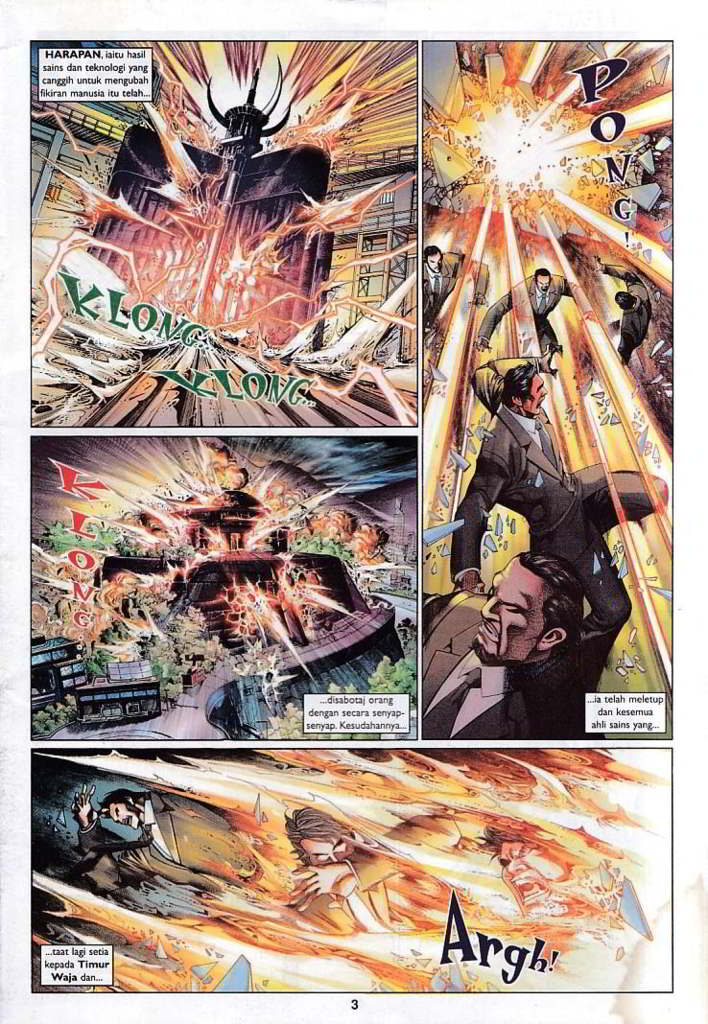 HARAPAN, iaitu hasil
sains dan teknologi yang
canggih untuk mengubah
fikiran manusia itu telah...
KLONG
KLONG...
KLONG
...disabotaj orang
dengan secara senyap-
senyap. Kesudahannya...
PONG!
...ia telah meletup
dan kesemua
ahli sains yang...
...taat lagi setia
kepada Timur
Waja dan...
Argh!
3